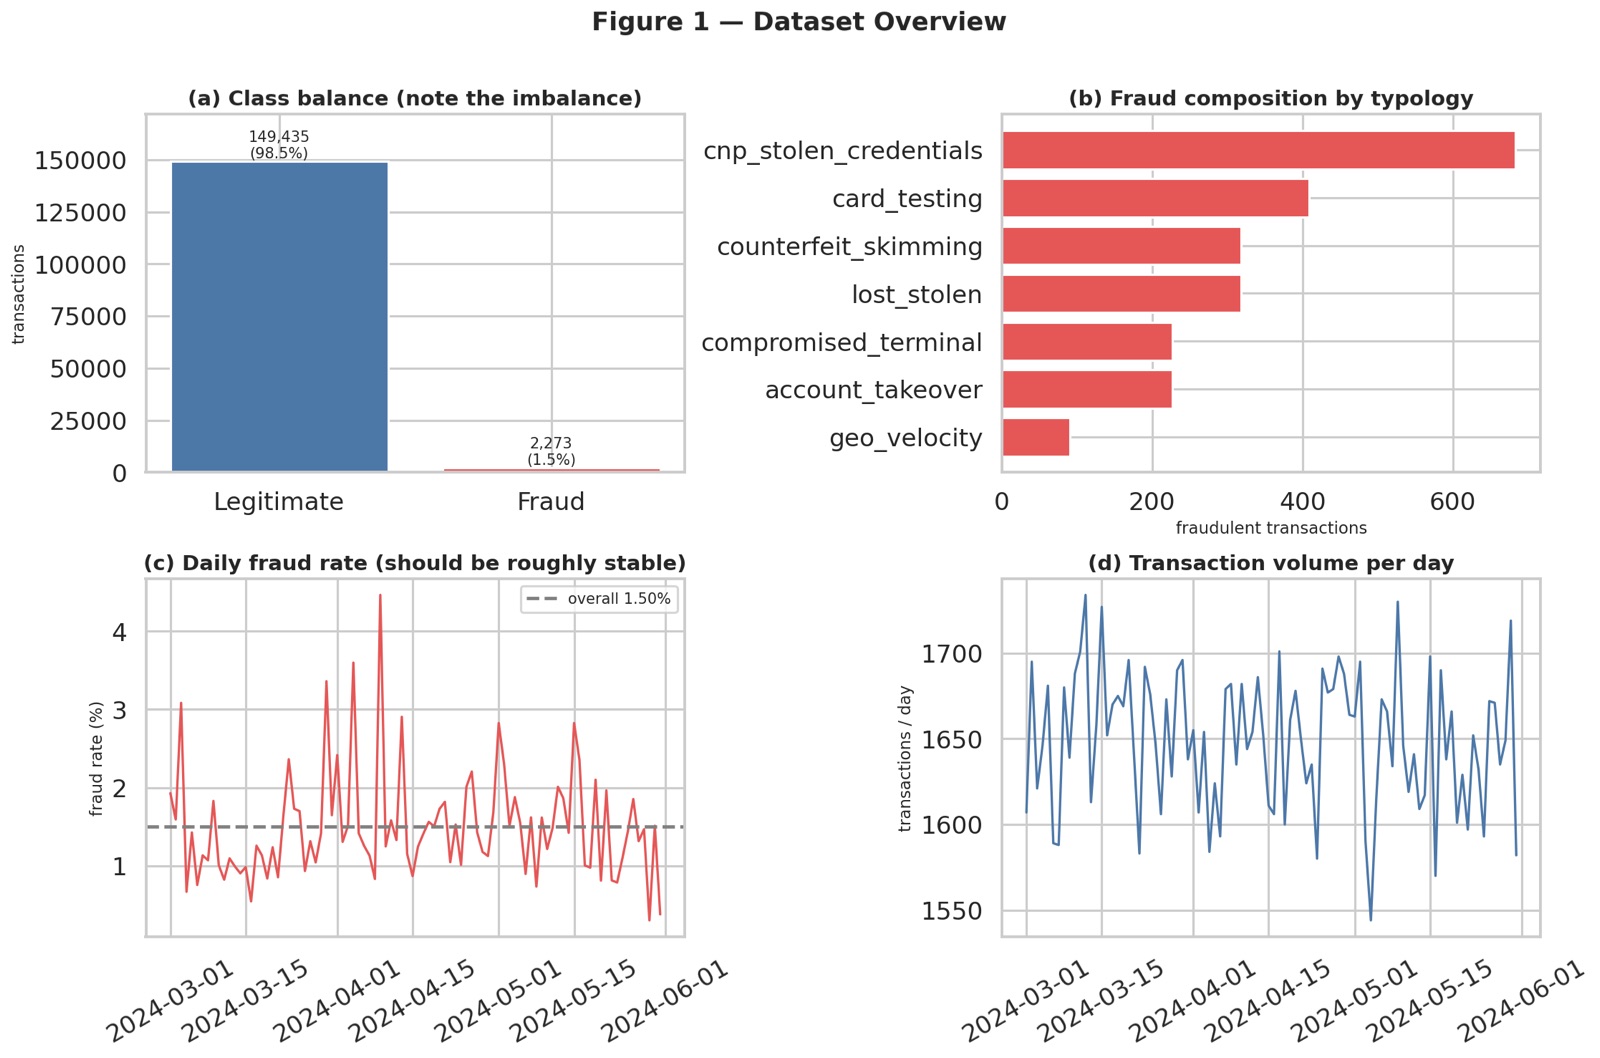 Figure 1 — Dataset Overview
(a) Class balance (note the imbalance)
transactions
150000
125000
100000
75000
50000
25000
0
149,435
(98.5%)
2,273
(1.5%)
Legitimate
Fraud
(b) Fraud composition by typology
cnp_stolen_credentials
card_testing
counterfeit_skimming
lost_stolen
compromised_terminal
account_takeover
geo_velocity
0
200
400
600
fraudulent transactions
(c) Daily fraud rate (should be roughly stable)
fraud rate (%)
4
3
2
1
overall 1.50%
2024-03-01
2024-03-15
2024-04-01
2024-04-15
2024-05-01
2024-05-15
2024-06-01
(d) Transaction volume per day
transactions / day
1700
1650
1600
1550
2024-03-01
2024-03-15
2024-04-01
2024-04-15
2024-05-01
2024-05-15
2024-06-01